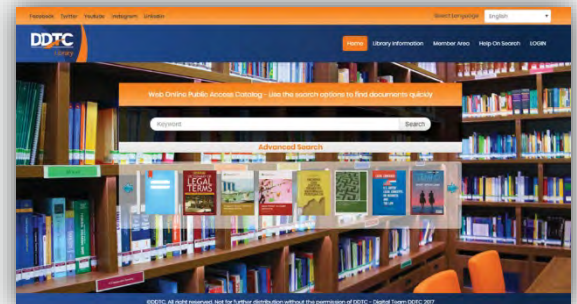 Facebook Twitter Youtube Instagram Linkedin
Select Language English
DDTC
Library
Home Library Information Member Area Help On Search LOGIN
Web Online Public Access Catalog - Use the search options to find documents quickly
Keyword Search
Advanced Search
LEGAL
TERMS
©DDTC. All right reserved. Not for further distribution without the permission of DDTC - Digital Team DDTC 2017